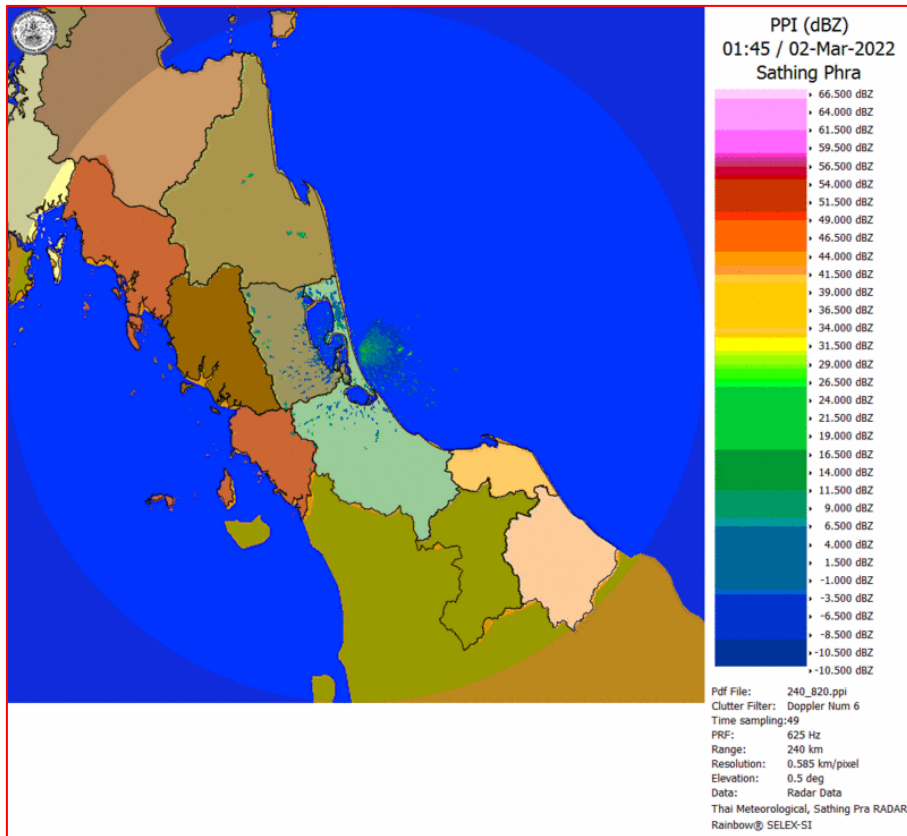 PPI (dBZ)
01:45 / 02-Mar-2022
Sathing Phra
66.500 dBZ
64.000 dBZ
61.500 dBZ
59.500 dBZ
56.500 dBZ
54.000 dBZ
51.500 dBZ
49.000 dBZ
46.500 dBZ
44.000 dBZ
41.500 dBZ
39.000 dBZ
36.500 dBZ
34.000 dBZ
31.500 dBZ
29.000 dBZ
26.500 dBZ
24.000 dBZ
21.500 dBZ
19.000 dBZ
16.500 dBZ
14.000 dBZ
11.500 dBZ
9.000 dBZ
6.500 dBZ
4.000 dBZ
1.500 dBZ
-1.000 dBZ
-3.500 dBZ
-6.500 dBZ
-8.500 dBZ
-10.500 dBZ
-10.500 dBZ
Pdf File: 240_820.ppi
Clutter Filter: Doppler Num 6
Time sampling:49
PRF: 625 Hz
Range: 240 km
Resolution: 0.585 km/pixel
Elevation: 0.5 deg
Data: Radar Data
Thai Meteorological, Sathing Pra RADAR
Rainbow® SELEX-SI